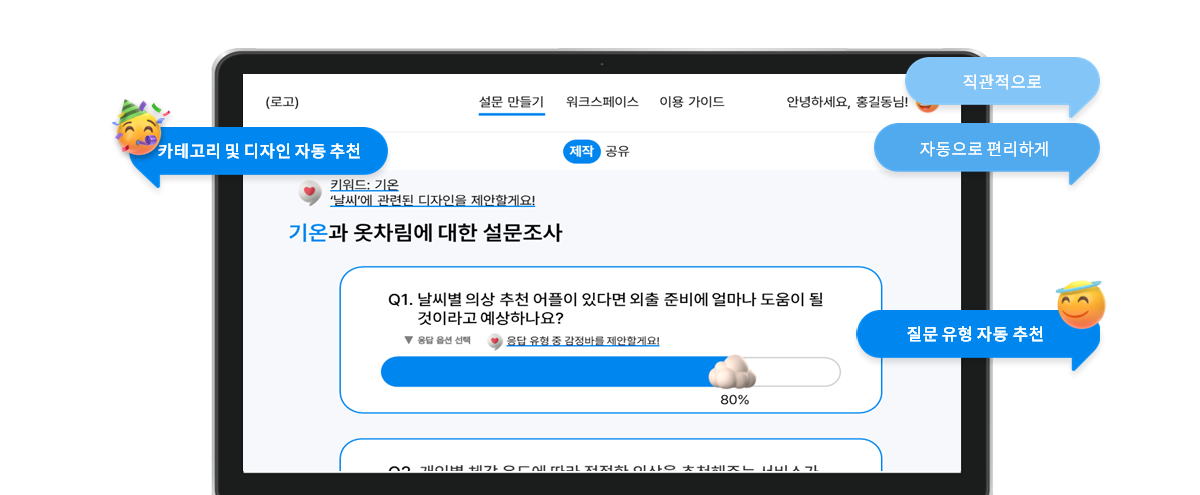 직관적으로
(로고)
설문 만들기
워크스페이스
이용 가이드
안녕하세요, 홍길동님!
카테고리 및 디자인 자동 추천
제작 공유
자동으로 편리하게
키워드: 기온
‘날씨’에 관련된 디자인을 제안할게요!
기온과 옷차림에 대한 설문조사
Q1. 날씨별 의상 추천 어플이 있다면 외출 준비에 얼마나 도움이 될
것이라고 예상하나요?
▼ 응답 옵션 선택
응답 유형 중 감정바를 제안할게요!
질문 유형 자동 추천
80%